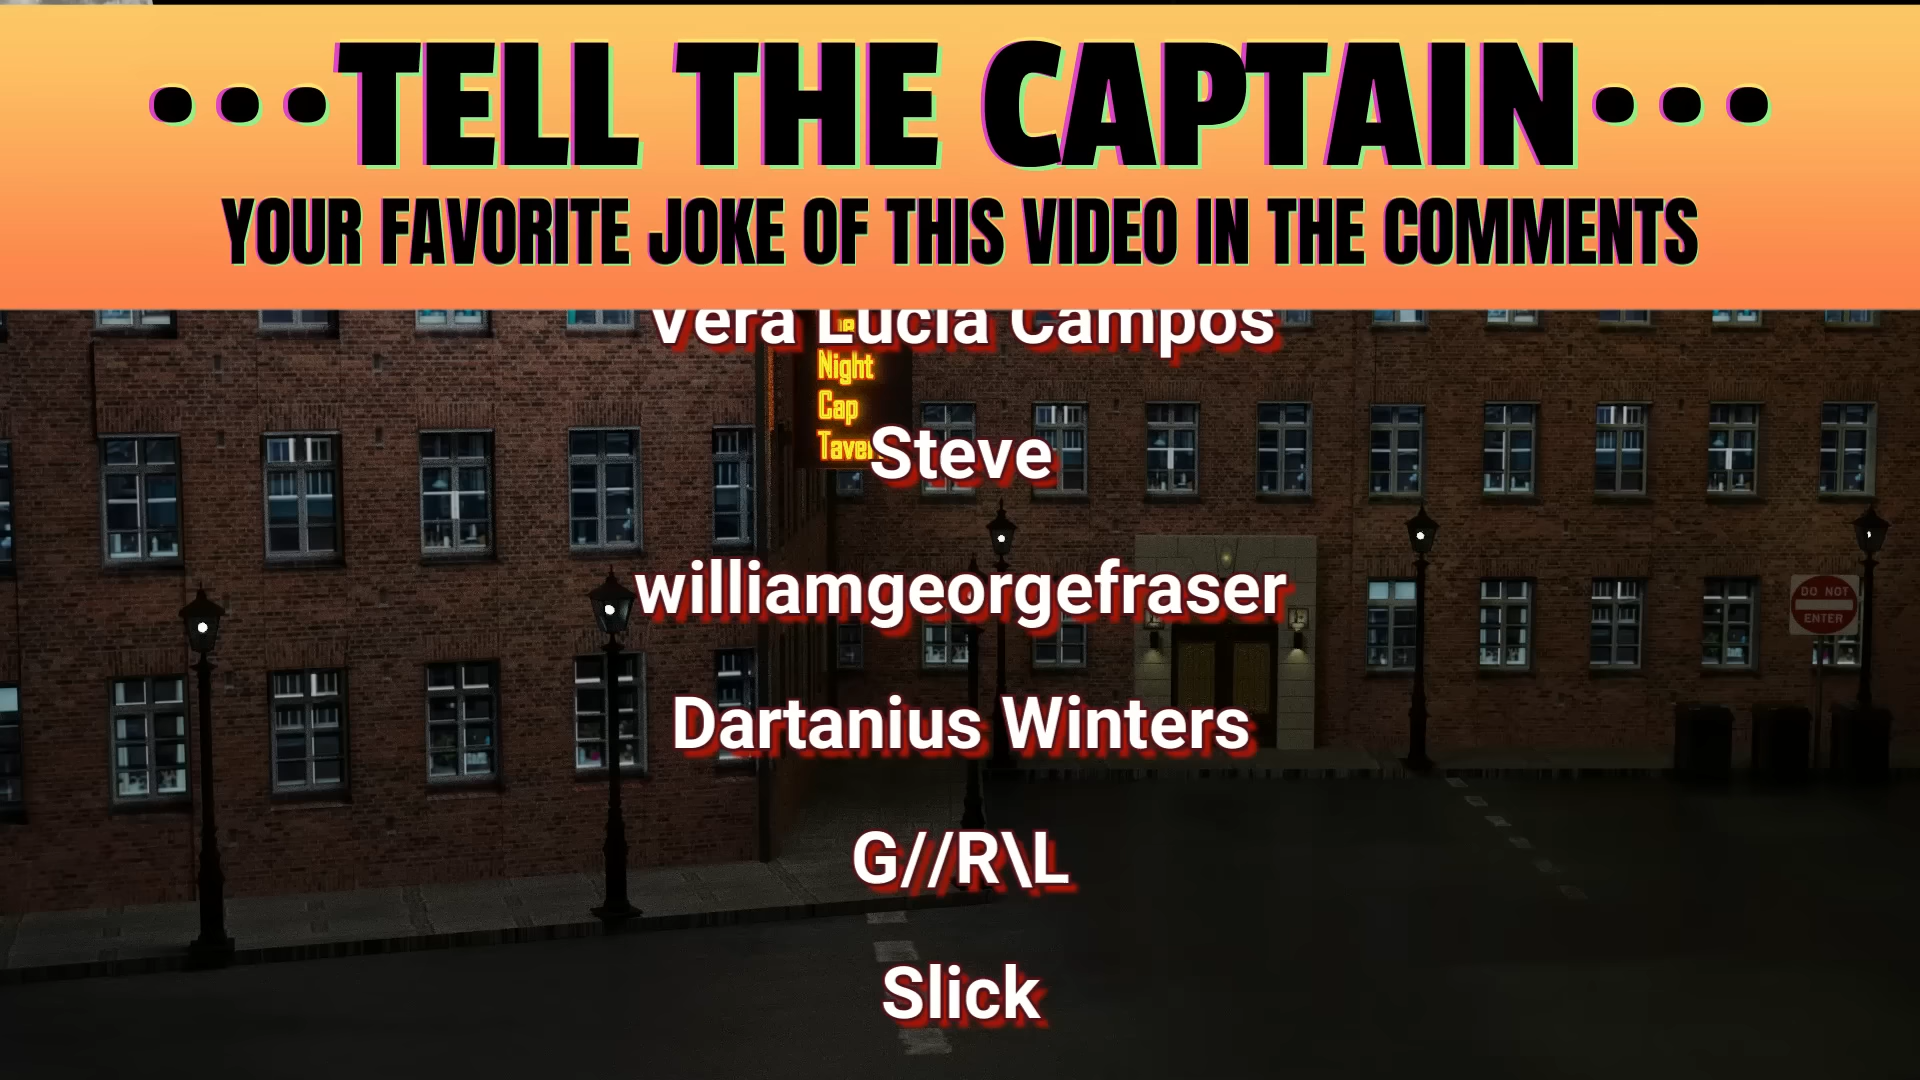 •••TELL THE CAPTAIN•••
YOUR FAVORITE JOKE OF THIS VIDEO IN THE COMMENTS
Vera Lucia Campos
Night
Cap
Steve
williamgeorgefraser
DO NOT
ENTER
Dartanius Winters
G//R\L
Slick